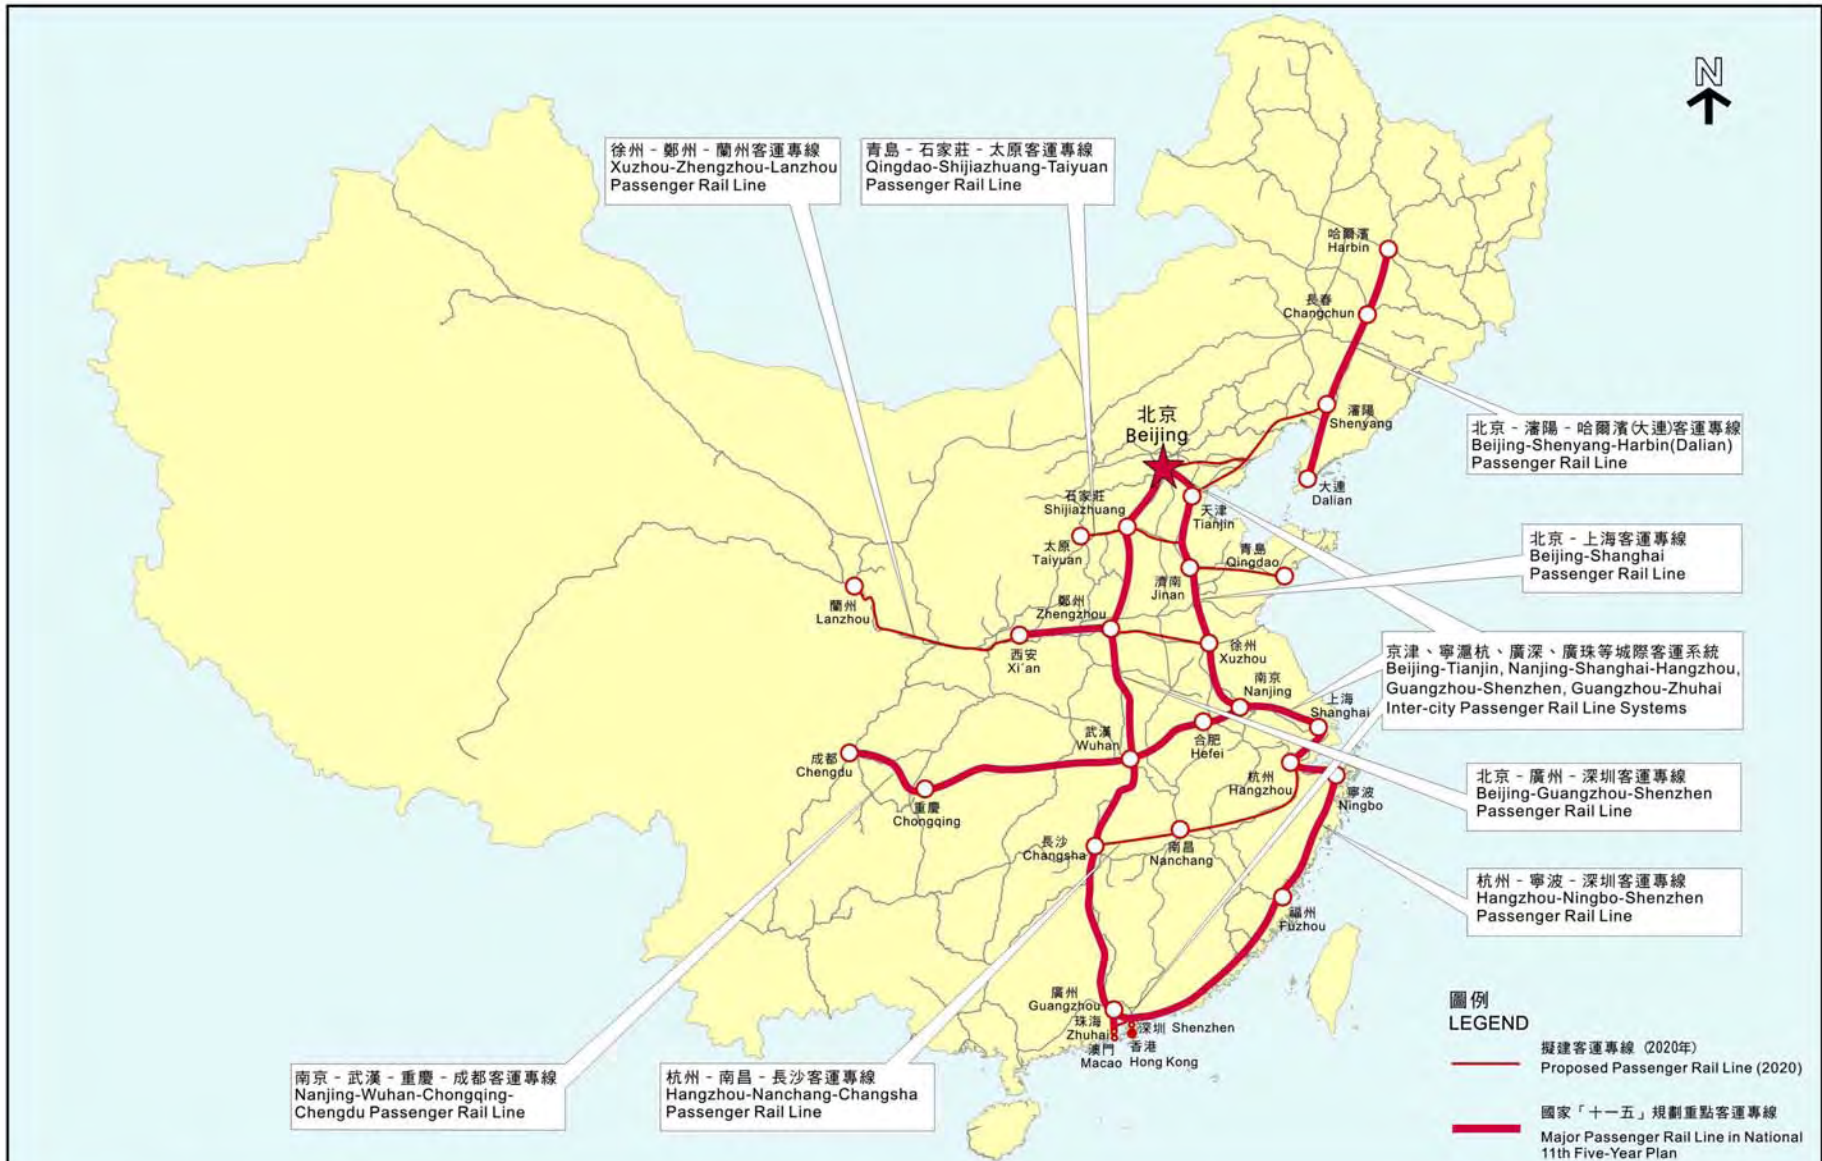 N
徐州 - 鄭州 - 蘭州客運專線
Xuzhou-Zhengzhou-Lanzhou
Passenger Rail Line
青島 - 石家莊 - 太原客運專線
Qingdao-Shijiazhuang-Taiyuan
Passenger Rail Line
哈爾濱
Harbin
長春
Changchun
瀋陽
Shenyang
北京
Beijing
北京 - 瀋陽 - 哈爾濱(大連)客運專線
Beijing-Shenyang-Harbin(Dalian)
Passenger Rail Line
大連
Dalian
石家莊
Shijiazhuang
天津
Tianjin
太原
Taiyuan
青島
Qingdao
濟南
Jinan
北京 - 上海客運專線
Beijing-Shanghai
Passenger Rail Line
蘭州
Lanzhou
鄭州
Zhengzhou
西安
Xi'an
徐州
Xuzhou
京津、寧滬杭、廣深、廣珠等城際客運系統
Beijing-Tianjin, Nanjing-Shanghai-Hangzhou,
Guangzhou-Shenzhen, Guangzhou-Zhuhai
Inter-city Passenger Rail Line Systems
南京
Nanjing
上海
Shanghai
武漢
Wuhan
合肥
Hefei
成都
Chengdu
重慶
Chongqing
杭州
Hangzhou
寧波
Ningbo
北京 - 廣州 - 深圳客運專線
Beijing-Guangzhou-Shenzhen
Passenger Rail Line
長沙
Changsha
南昌
Nanchang
杭州 - 寧波 - 深圳客運專線
Hangzhou-Ningbo-Shenzhen
Passenger Rail Line
福州
Fuzhou
廣州
Guangzhou
珠海
Zhuhai
深圳 Shenzhen
澳門
Macao
香港
Hong Kong
南京 - 武漢 - 重慶 - 成都客運專線
Nanjing-Wuhan-Chongqing-
Chengdu Passenger Rail Line
杭州 - 南昌 - 長沙客運專線
Hangzhou-Nanchang-Changsha
Passenger Rail Line
圖例
LEGEND
擬建客運專線 (2020年)
Proposed Passenger Rail Line (2020)
國家「十一五」規劃重點客運專線
Major Passenger Rail Line in National
11th Five-Year Plan